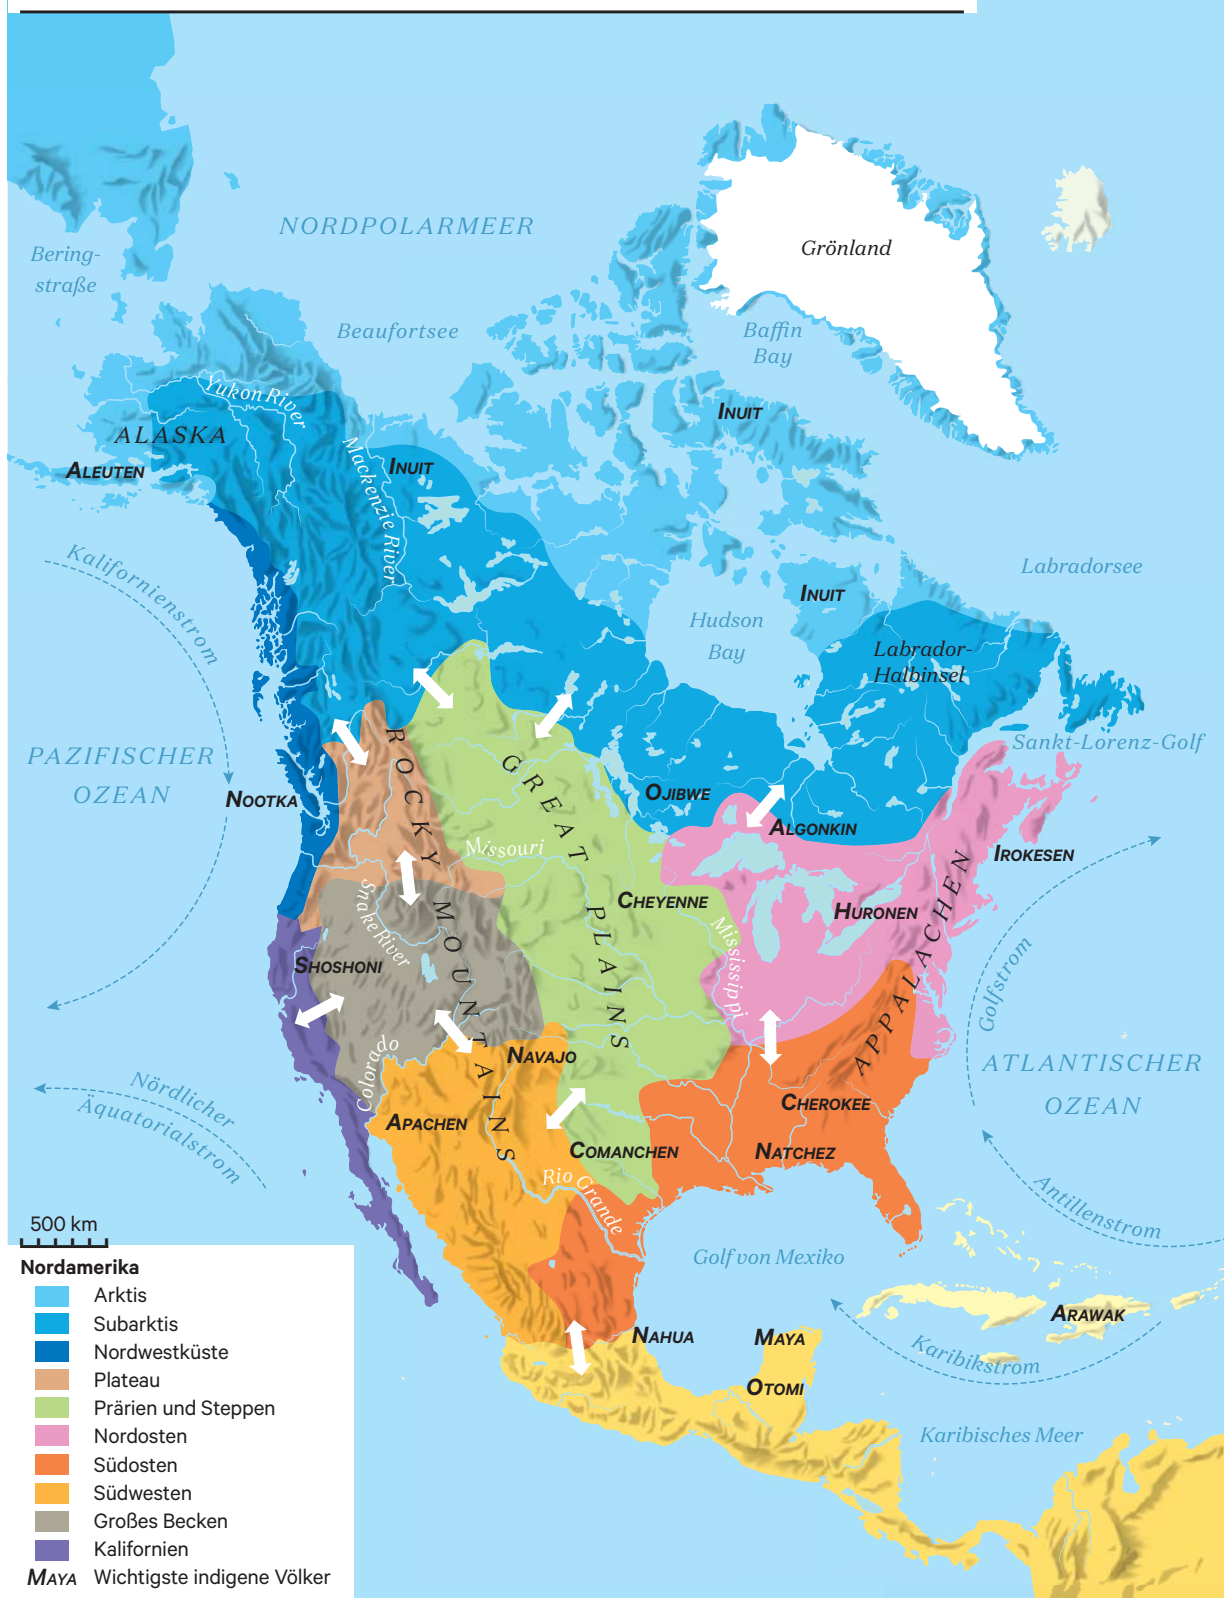 NORDPOLARMEER
Grönland
Bering-
straße
Beaufortsee
Baffin
Bay
Yukon River
INUIT
ALASKA
Mackenzie River
INUIT
ALEUTEN
Kalifornienstrom
Labradorsee
INUIT
Hudson
Bay
Labrador-
Halbinsel
PAZIFISCHER
OZEAN
ROCKY MOUNTAINS
GREAT PLAINS
Sankt-Lorenz-Golf
NOOTKA
OJIBWE
ALGONKIN
Missouri
IROKESEN
CHEYENNE
HURONEN
Snake River
Mississippi
APPALACHEN
SHOSHONI
Golfstrom
Colorado
NAVAJO
ATLANTISCHER
OZEAN
Nördlicher
Äquatorialstrom
APACHEN
CHEROKEE
COMANCHEN
NATCHEZ
Rio Grande
Antillenstrom
500 km
Golf von Mexiko
Nordamerika
Arktis
Subarktis
Nordwestküste
Plateau
Prärien und Steppen
Nordosten
Südosten
Südwesten
Großes Becken
Kalifornien
MAYA Wichtigste indigene Völker
ARAWAK
NAHUA
MAYA
Karibikstrom
OTOMI
Karibisches Meer